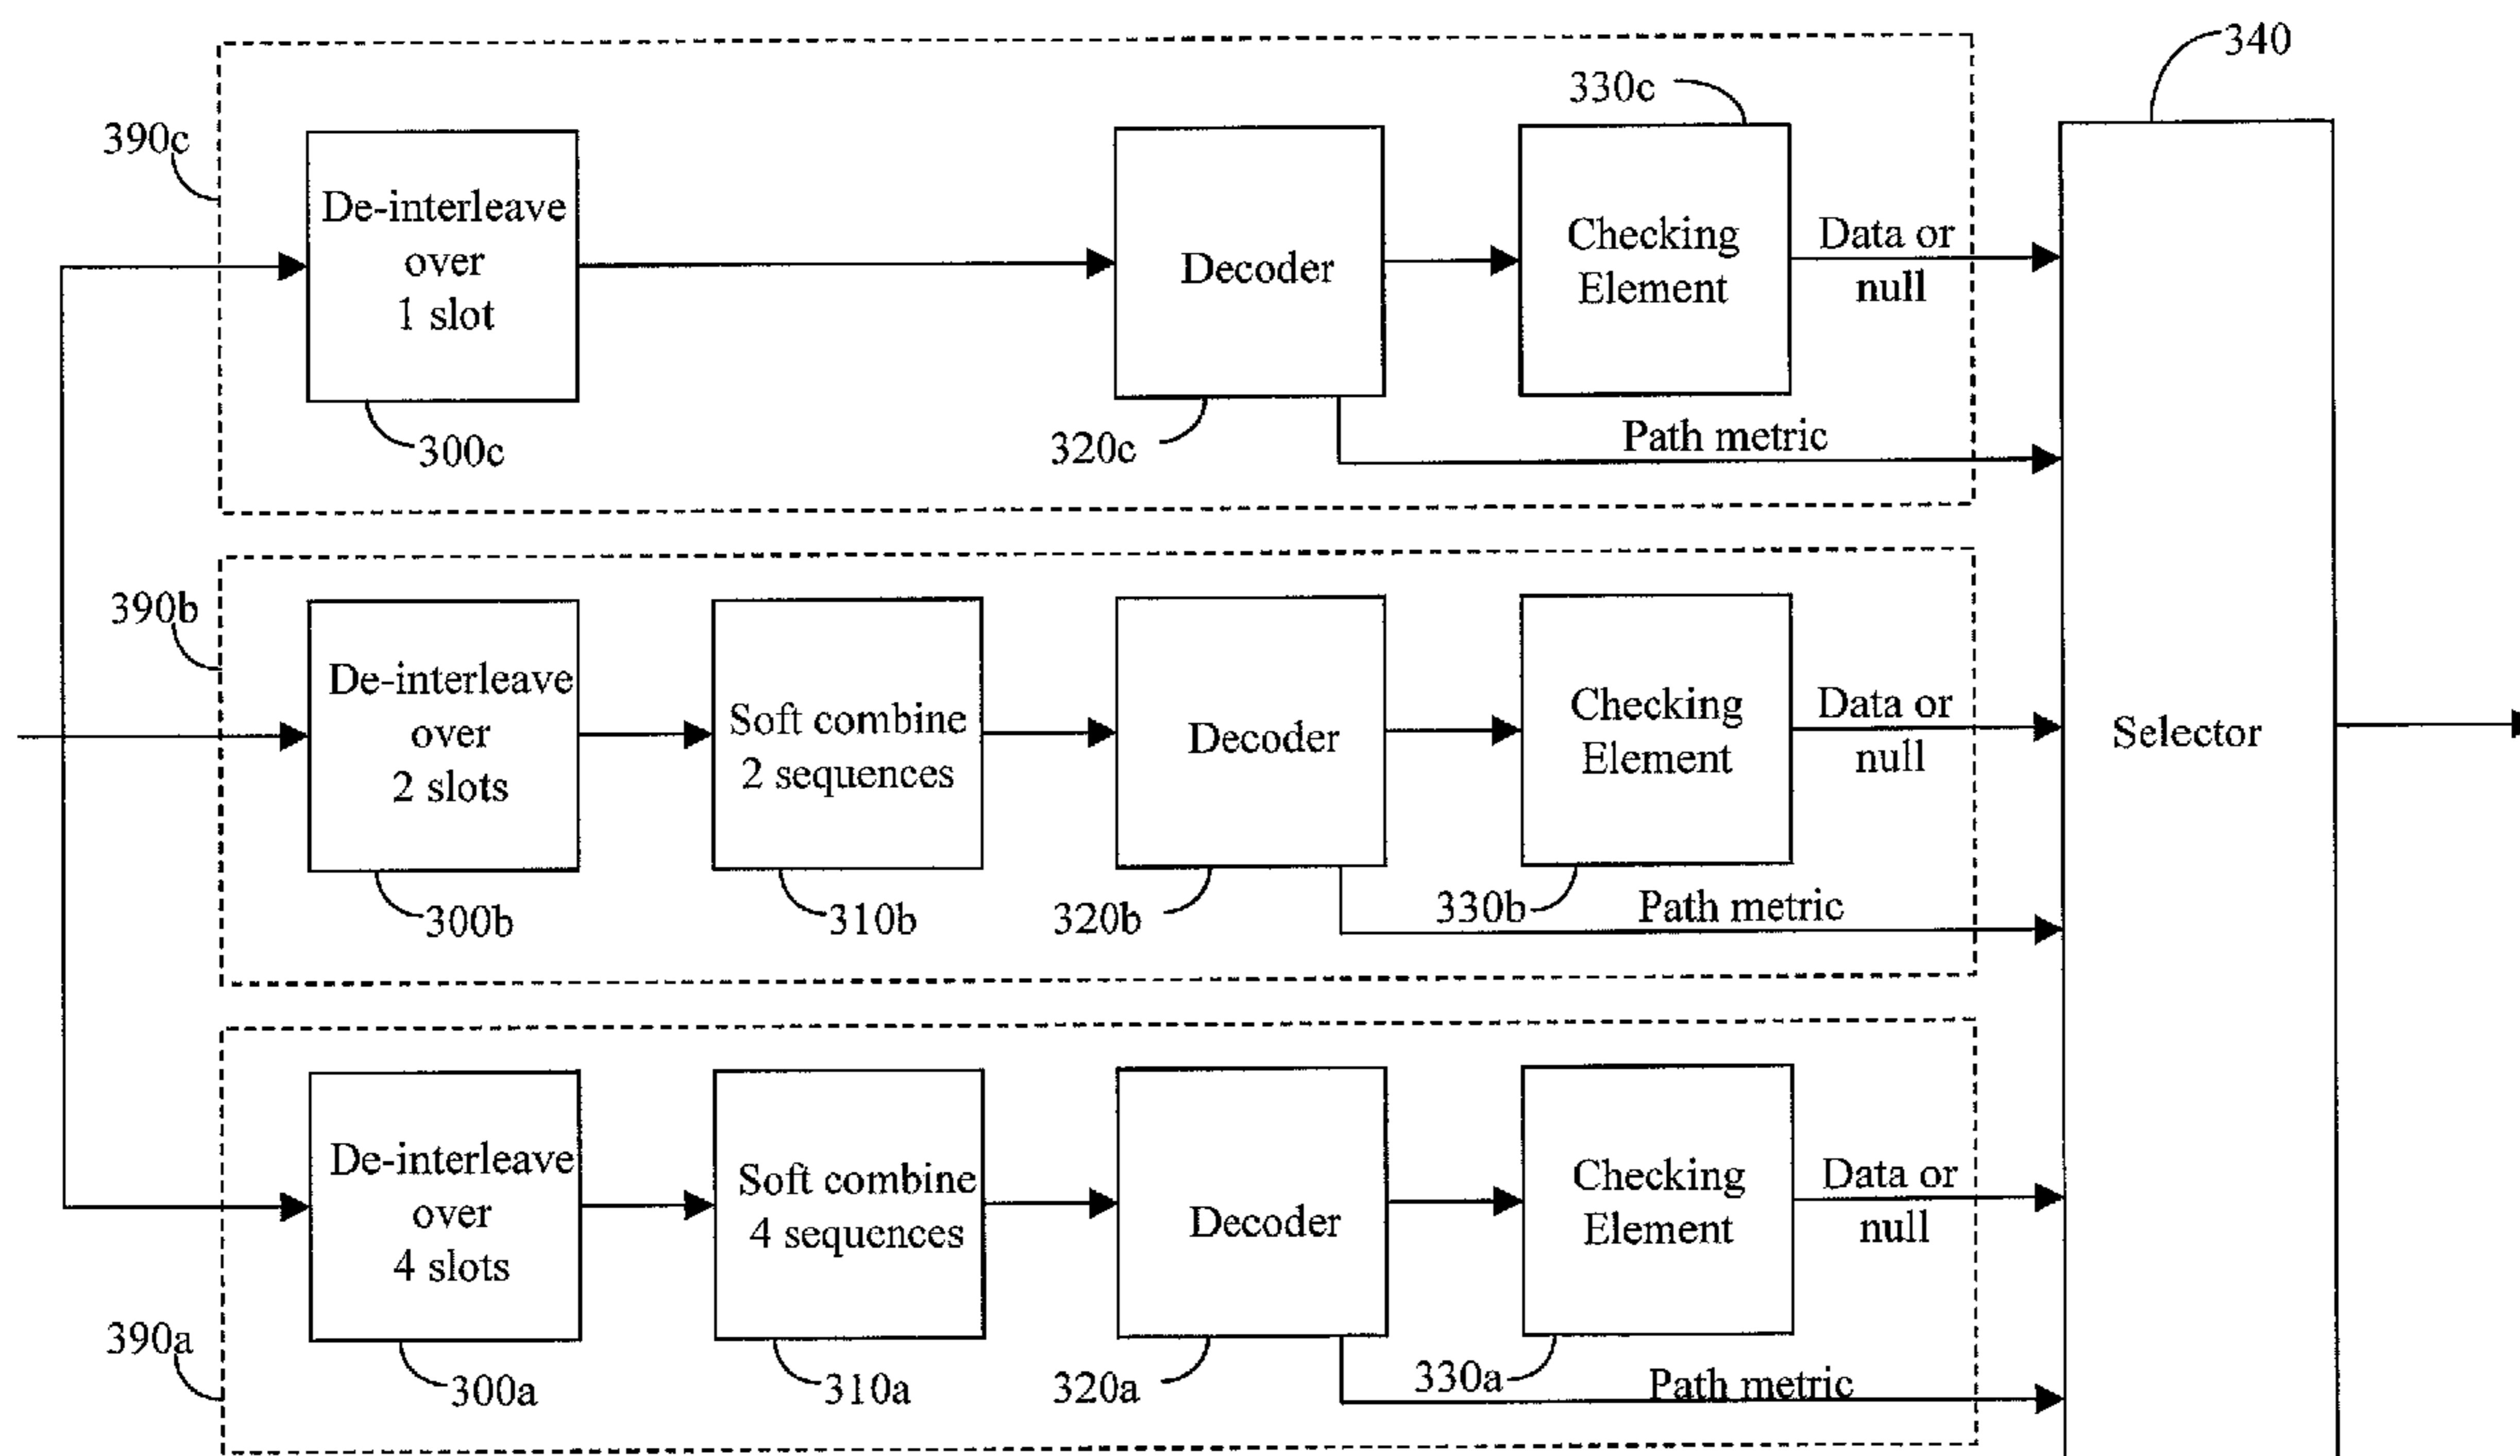 340
330c
390c
De-interleave
over
1 slot
Decoder
Checking
Element
Data or
null
300c
320c
Path metric
390b
De-interleave
over
2 slots
Soft combine
2 sequences
Decoder
Checking
Element
Data or
null
Selector
300b
310b
320b
330b
Path metric
De-interleave
over
4 slots
Soft combine
4 sequences
Decoder
Checking
Element
Data or
null
390a
300a
310a
320a
330a
Path metric